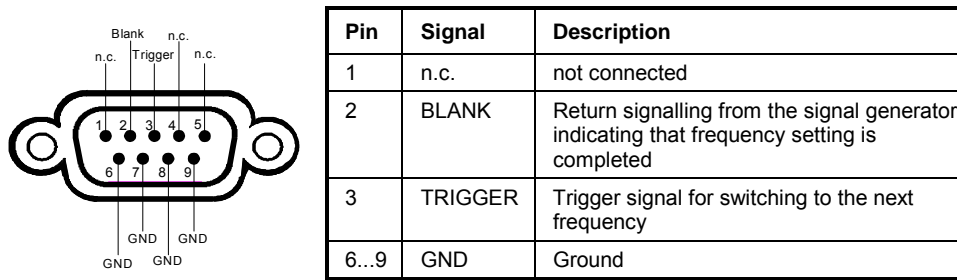 Blank
n.c.
n.c.
Trigger
n.c.
1 2 3 4 5
6 7 8 9
GND
GND
GND
GND
Pin Signal Description
1 n.c. not connected
2 BLANK Return signalling from the signal generator
indicating that frequency setting is
completed
3 TRIGGER Trigger signal for switching to the next
frequency
6...9 GND Ground